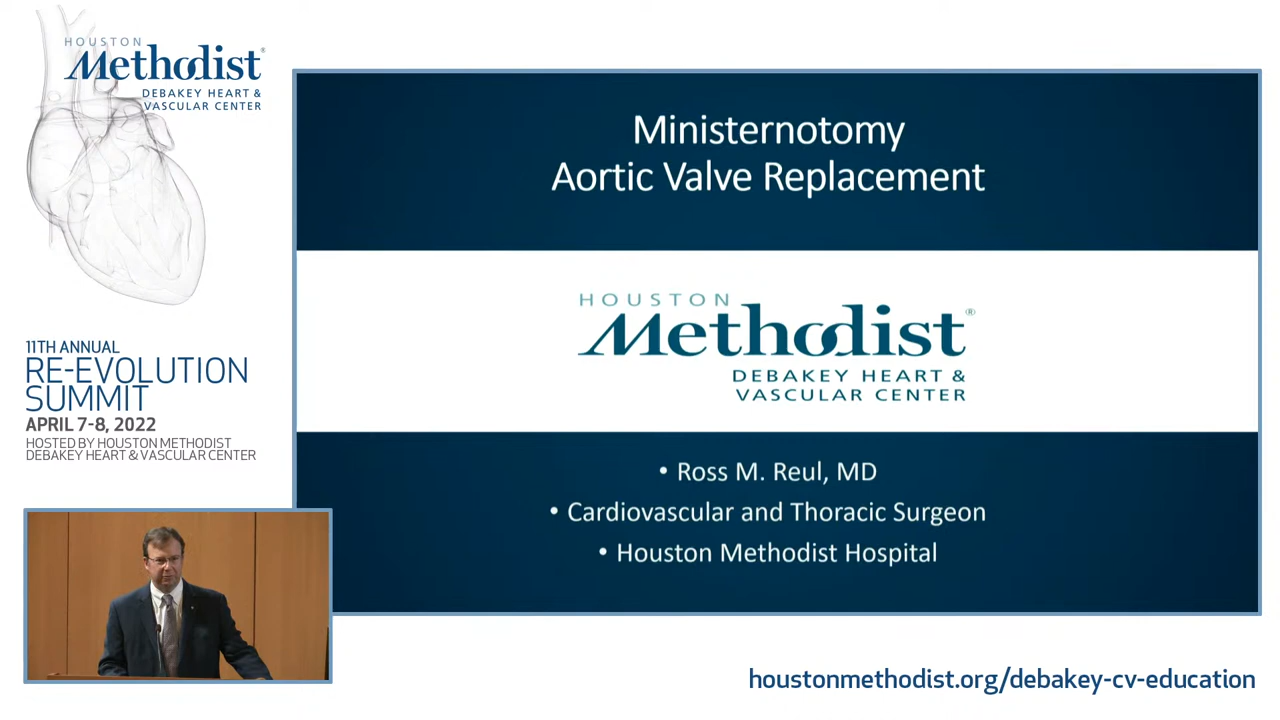 HOUSTON
Methodist®
DEBAKEY HEART &
VASCULAR CENTER
11TH ANNUAL
RE-EVOLUTION
SUMMIT
APRIL 7-8, 2022
HOSTED BY HOUSTON METHODIST
DEBAKEY HEART & VASCULAR CENTER
Ministernotomy
Aortic Valve Replacement
HOUSTON
Methodist®
DEBAKEY HEART &
VASCULAR CENTER
• Ross M. Reul, MD
• Cardiovascular and Thoracic Surgeon
• Houston Methodist Hospital
houstonmethodist.org/debakey-cv-education